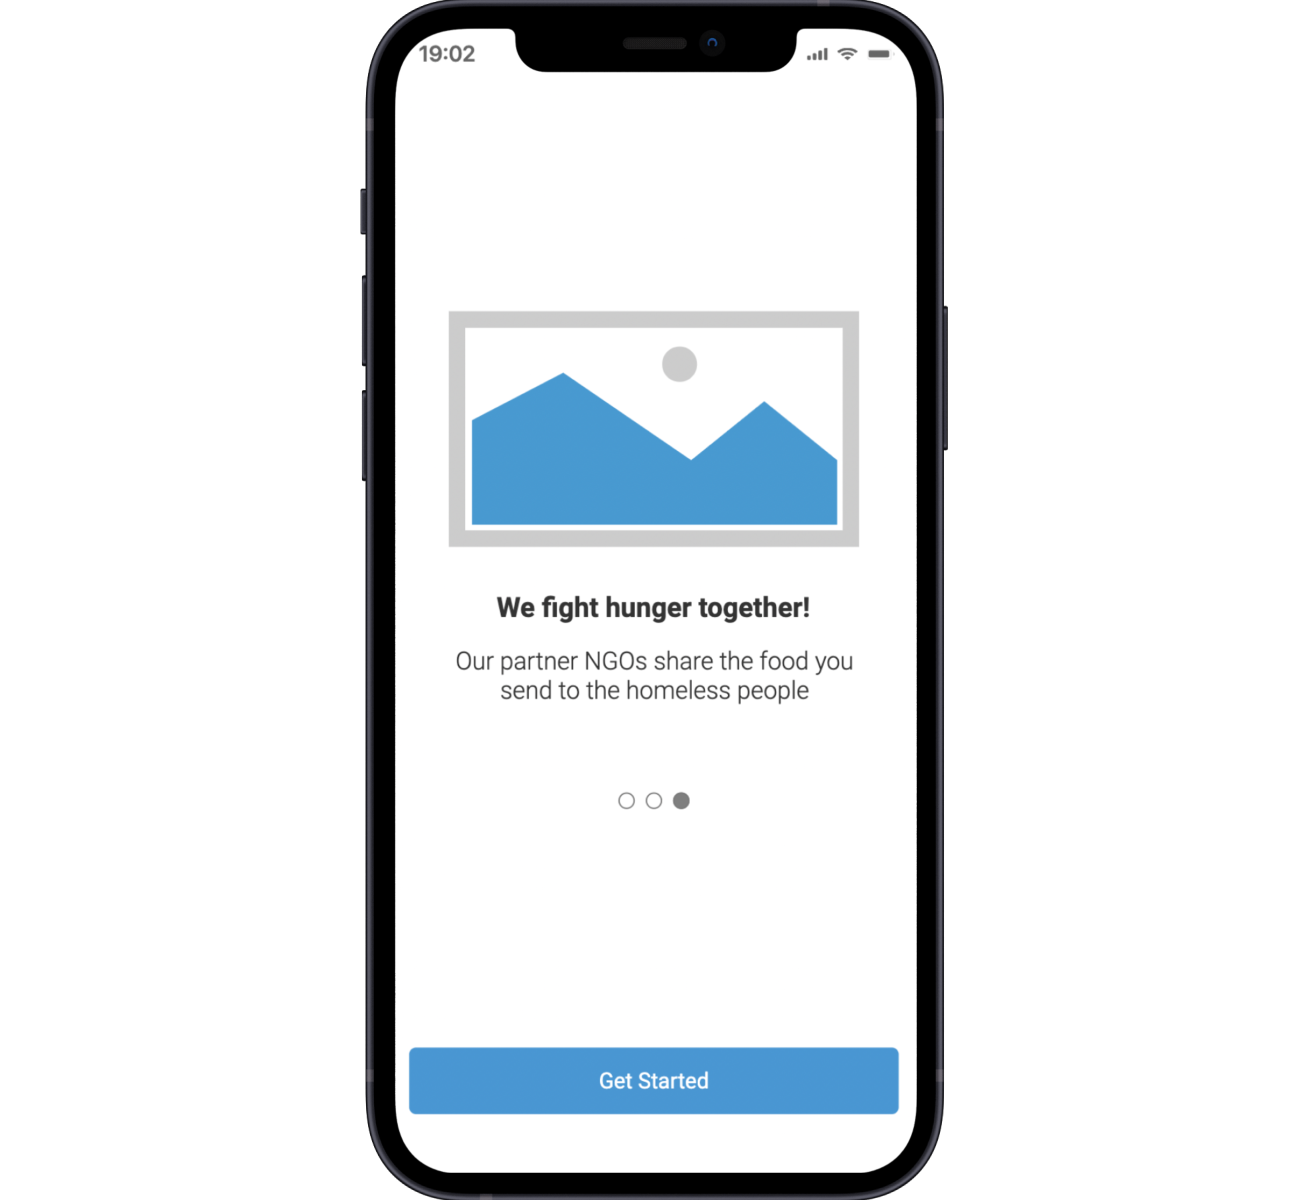 19:02
We fight hunger together!
Our partner NGOs share the food you
send to the homeless people
Get Started